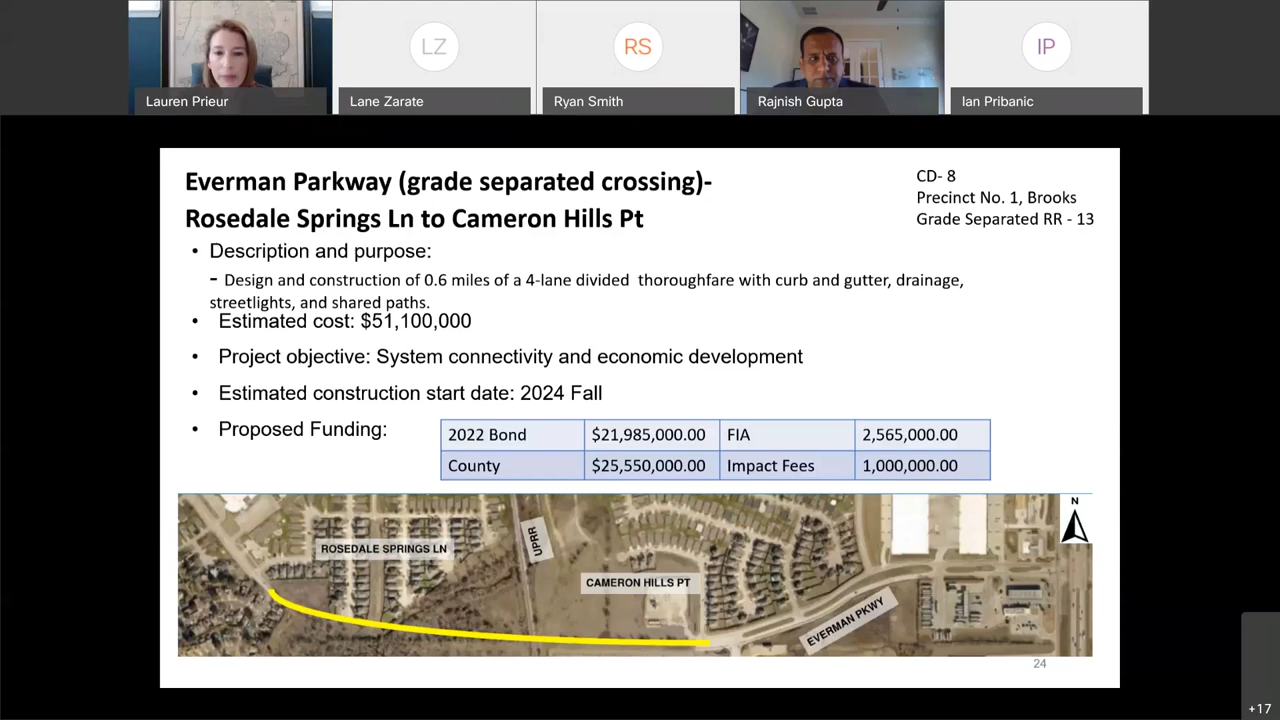 LZ
RS
IP
Lauren Prieur
Lane Zarate
Ryan Smith
Rajnish Gupta
Ian Pribanic
Everman Parkway (grade separated crossing)-
Rosedale Springs Ln to Cameron Hills Pt
CD- 8
Precinct No. 1, Brooks
Grade Separated RR - 13
• Description and purpose:
- Design and construction of 0.6 miles of a 4-lane divided thoroughfare with curb and gutter, drainage,
streetlights, and shared paths.
• Estimated cost: $51,100,000
• Project objective: System connectivity and economic development
• Estimated construction start date: 2024 Fall
• Proposed Funding:
2022 Bond $21,985,000.00 FIA 2,565,000.00
County $25,550,000.00 Impact Fees 1,000,000.00
N
UPRR
ROSEDALE SPRINGS LN
CAMERON HILLS PT
EVERMAN PKWY
24
+17